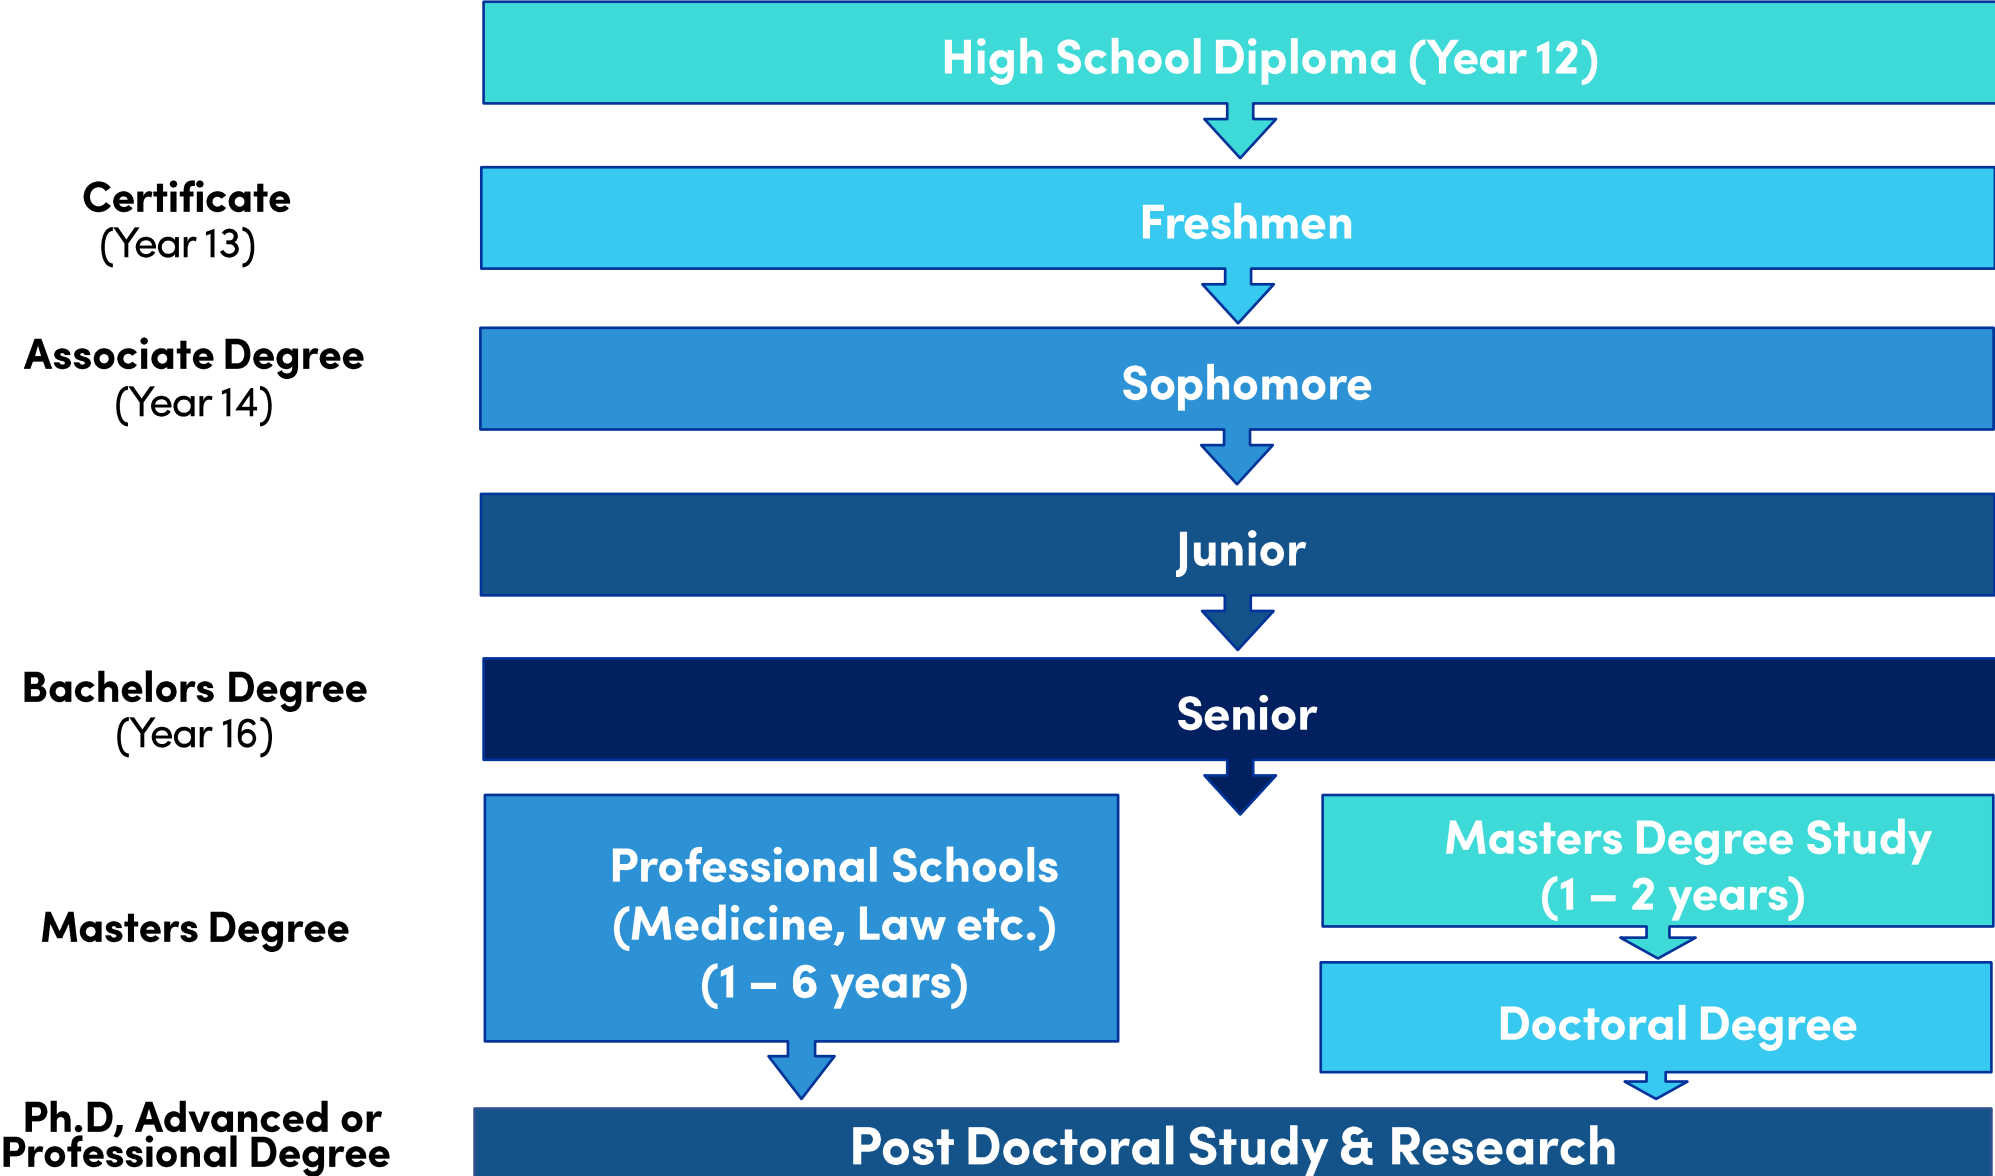 High School Diploma (Year 12)
Certificate
(Year 13)
Freshmen
Associate Degree
(Year 14)
Sophomore
Junior
Bachelors Degree
(Year 16)
Senior
Masters Degree
Professional Schools
(Medicine, Law etc.)
(1 – 6 years)
Masters Degree Study
(1 – 2 years)
Doctoral Degree
Ph.D, Advanced or
Professional Degree
Post Doctoral Study & Research